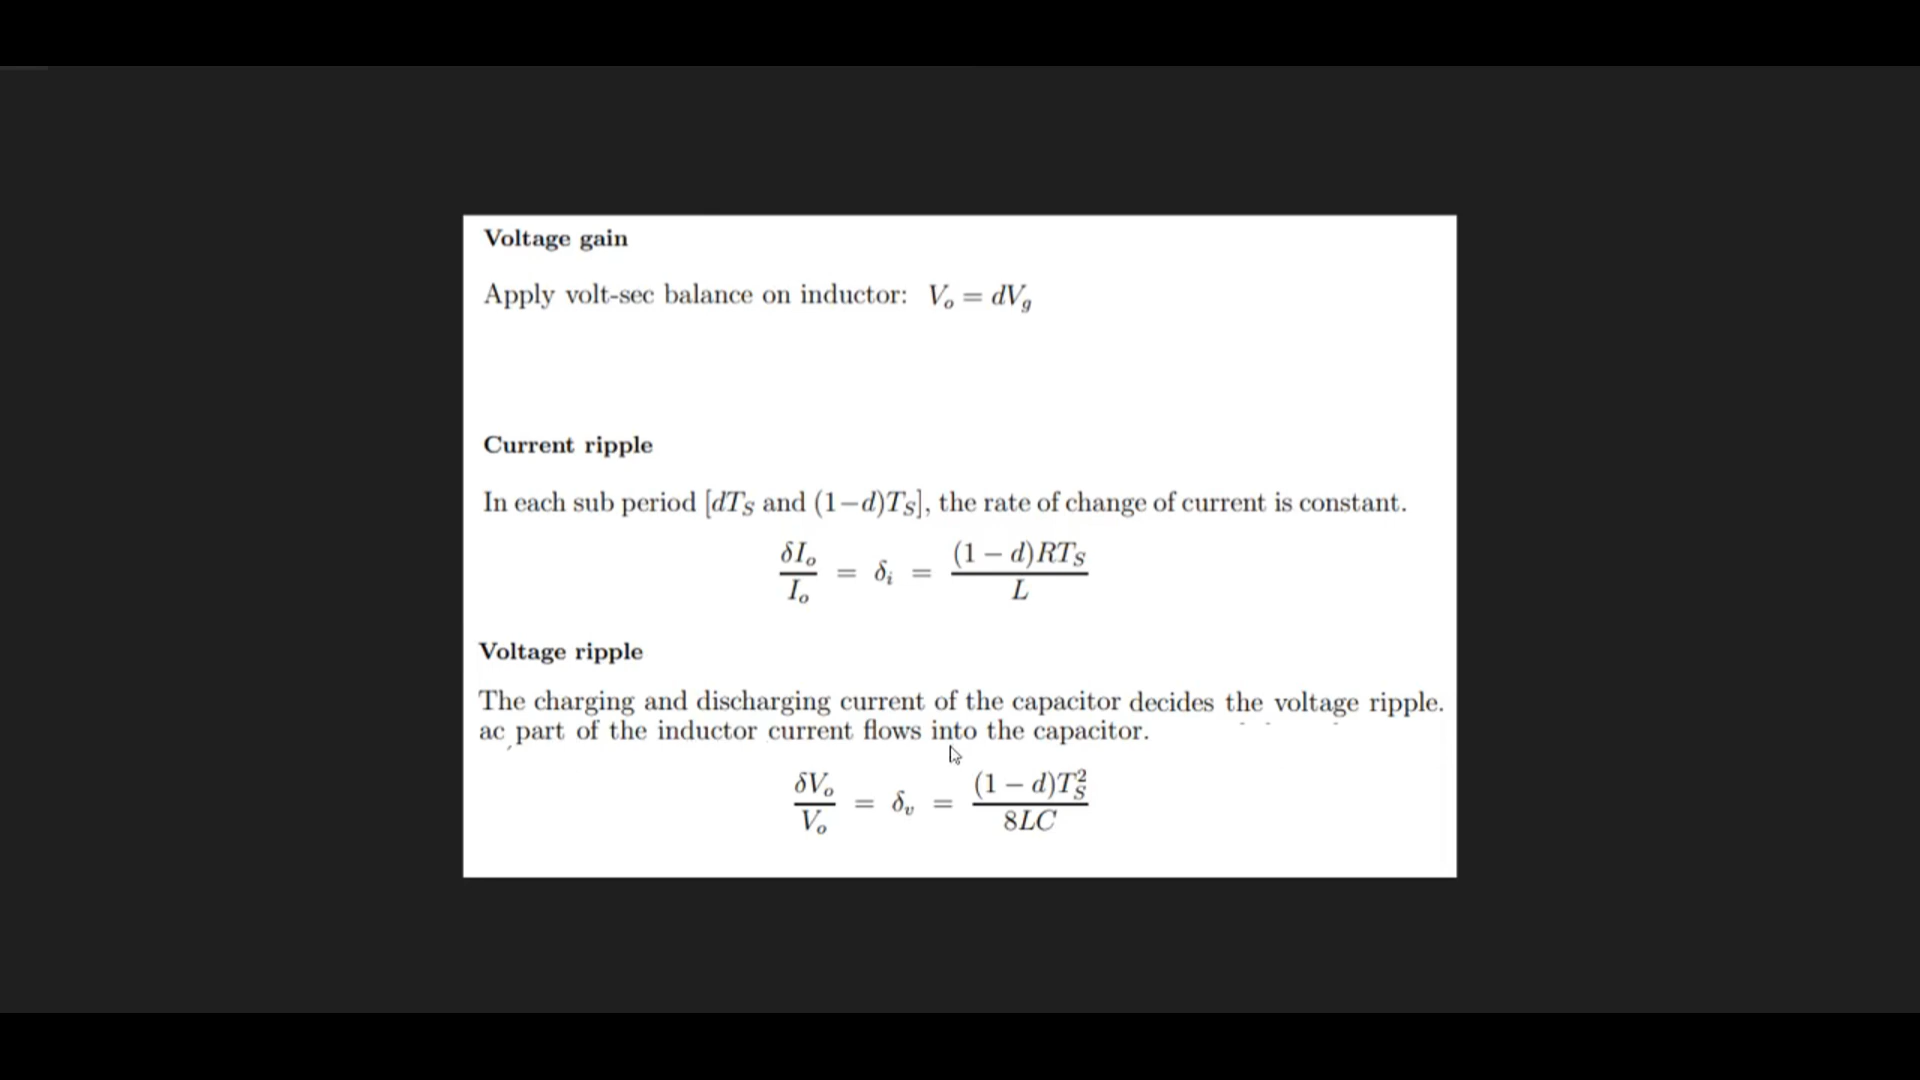 Voltage gain
Apply volt-sec balance on inductor: V_o = dV_g
Current ripple
In each sub period [dT_S and (1−d)T_S], the rate of change of current is constant.
δI_o / I_o = δ_i = (1 − d)RT_S / L
Voltage ripple
The charging and discharging current of the capacitor decides the voltage ripple.
ac part of the inductor current flows into the capacitor.
δV_o / V_o = δ_v = (1 − d)T_S^2 / 8LC